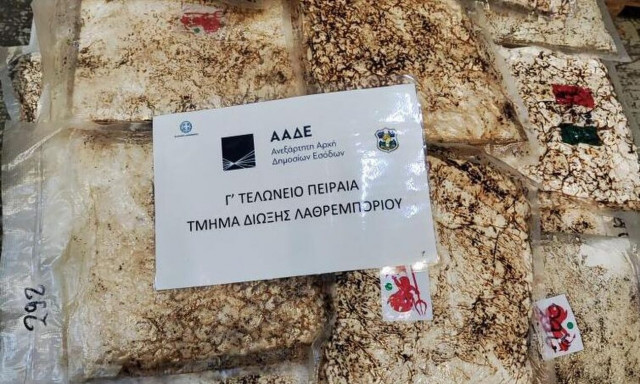 ΑΑΔΕ
Ανεξάρτητη Αρχή
Δημοσίων Εσόδων
Γ' ΤΕΛΩΝΕΙΟ ΠΕΙΡΑΙΑ
ΤΜΗΜΑ ΔΙΩΞΗΣ ΛΑΘΡΕΜΠΟΡΙΟΥ
292